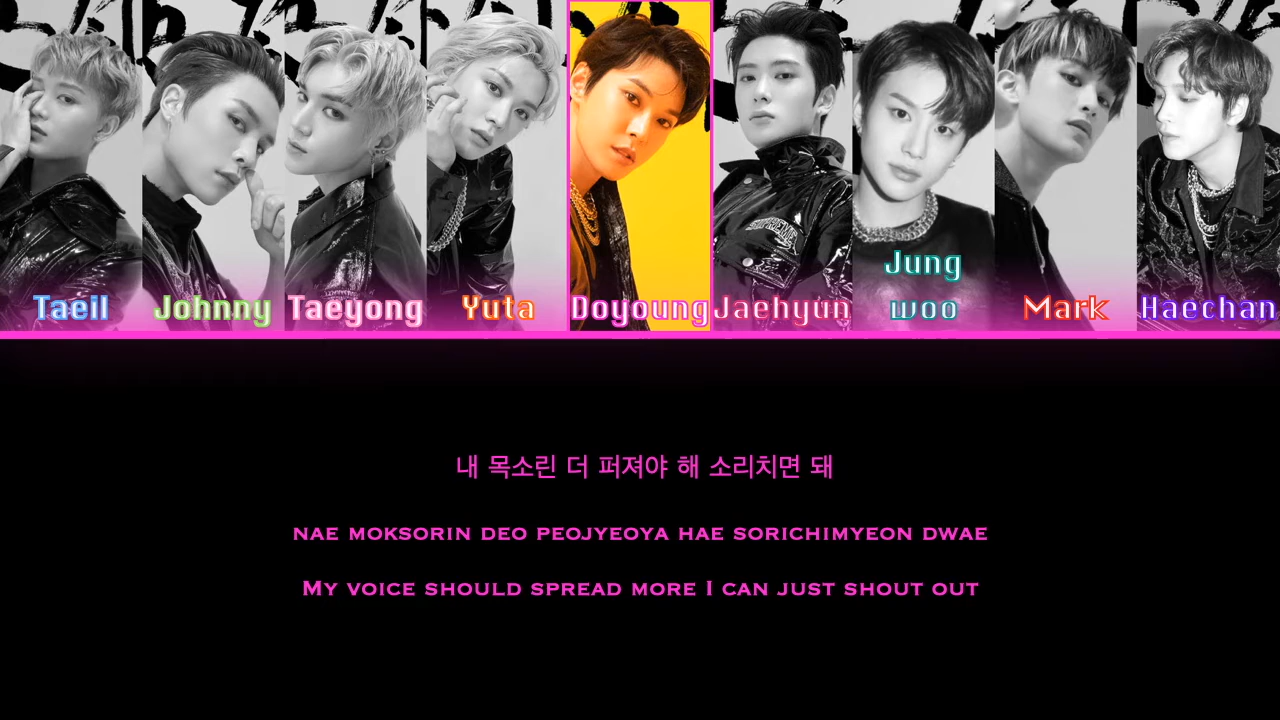 Taeil
Johnny
Taeyong
Yuta
Doyoung
Jaehyun
Jung
woo
Mark
Haechan
내 목소린 더 퍼져야 해 소리치면 돼
NAE MOKSORIN DEO PEOJYEOYA HAE SORICHIMYEON DWAE
MY VOICE SHOULD SPREAD MORE I CAN JUST SHOUT OUT